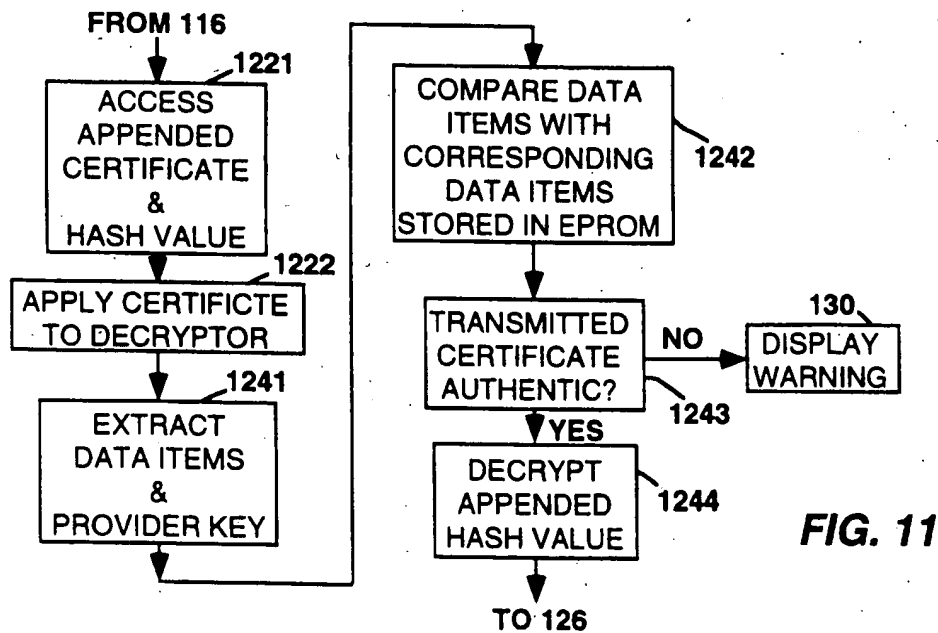 FROM 116
1221
ACCESS
APPENDED
CERTIFICATE
&
HASH VALUE
1222
APPLY CERTIFICTE
TO DECRYPTOR
1241
EXTRACT
DATA ITEMS
&
PROVIDER KEY
COMPARE DATA
ITEMS WITH
CORRESPONDING
DATA ITEMS
STORED IN EPROM
1242
TRANSMITTED
CERTIFICATE
AUTHENTIC?
1243
NO
130
DISPLAY
WARNING
YES
DECRYPT
APPENDED
HASH VALUE
1244
TO 126
FIG. 11